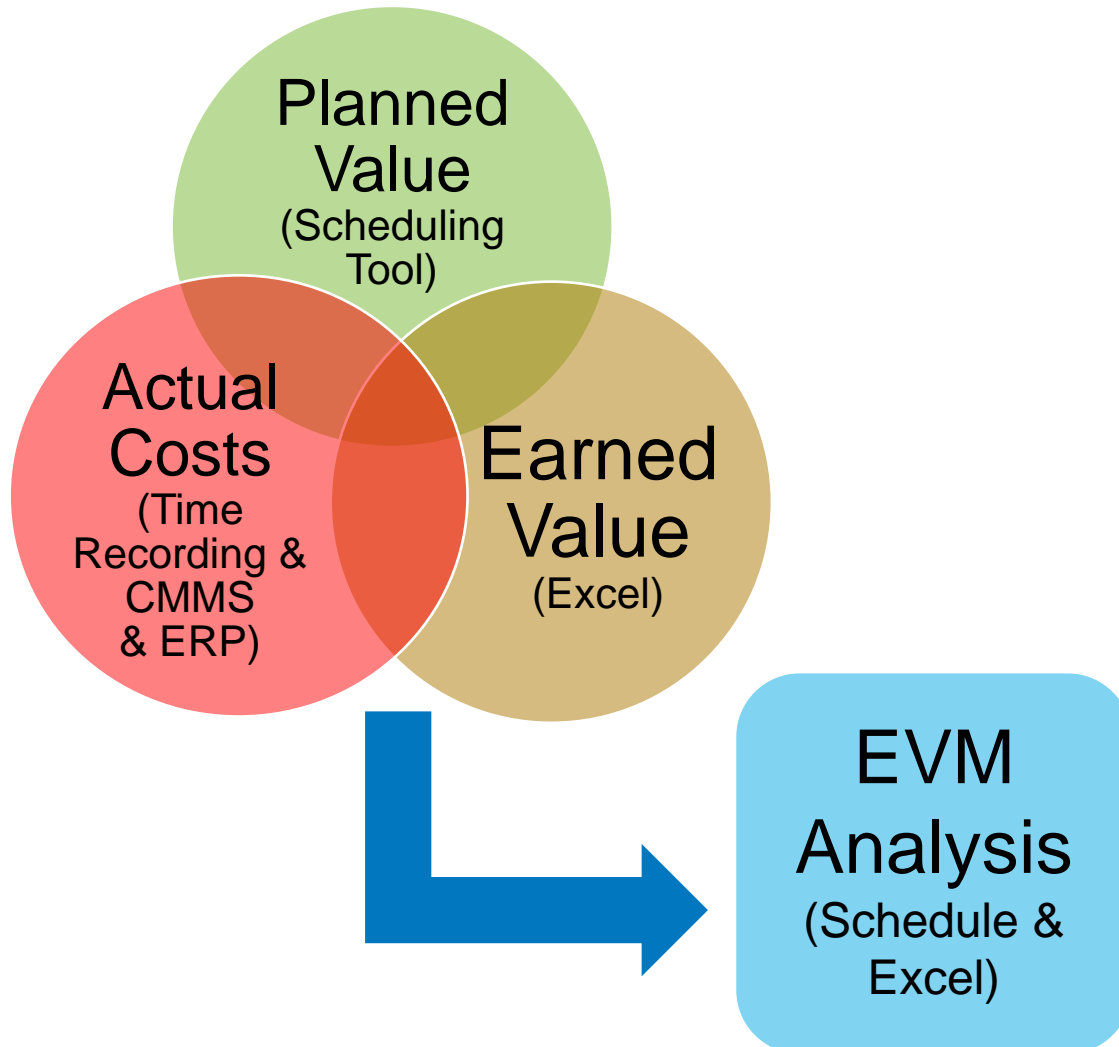 Planned
Value
(Scheduling
Tool)
Actual
Costs
(Time
Recording &
CMMS
& ERP)
Earned
Value
(Excel)
EVM
Analysis
(Schedule &
Excel)